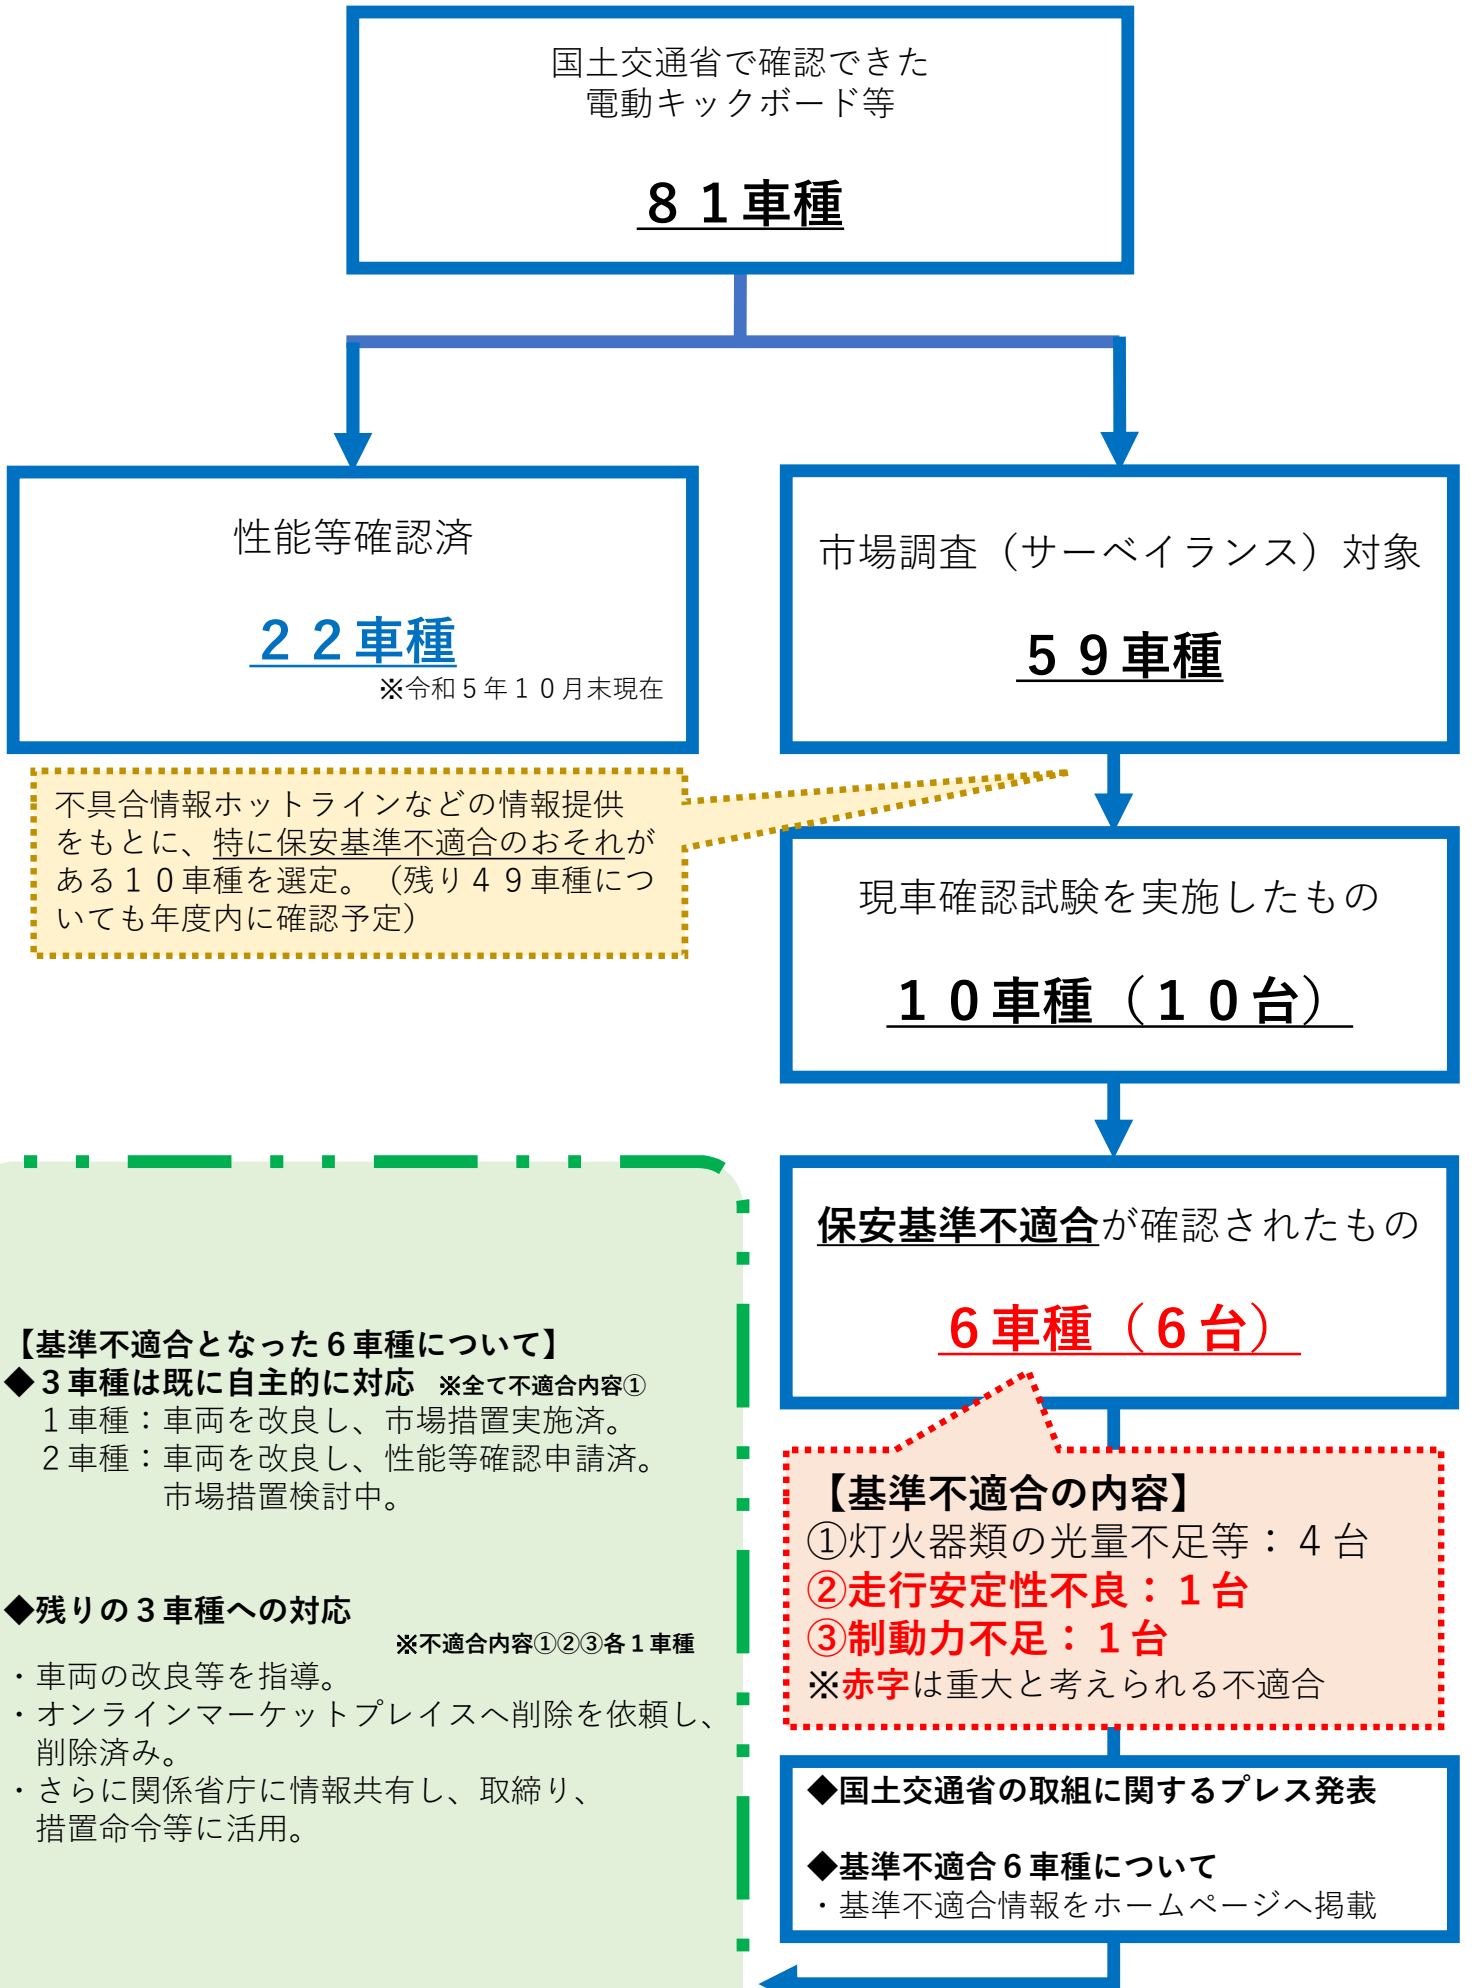 国土交通省で確認できた
電動キックボード等
８１車種
性能等確認済
２２車種
※令和５年１０月末現在
市場調査（サーベイランス）対象
５９車種
不具合情報ホットラインなどの情報提供
をもとに、特に保安基準不適合のおそれが
ある１０車種を選定。（残り４９車種につ
いても年度内に確認予定）
現車確認試験を実施したもの
１０車種（１０台）
保安基準不適合が確認されたもの
６車種（６台）
【基準不適合の内容】
①灯火器類の光量不足等：４台
②走行安定性不良：１台
③制動力不足：１台
※赤字は重大と考えられる不適合
◆国土交通省の取組に関するプレス発表
◆基準不適合６車種について
・基準不適合情報をホームページへ掲載
【基準不適合となった６車種について】
◆３車種は既に自主的に対応　※全て不適合内容①
１車種：車両を改良し、市場措置実施済。
２車種：車両を改良し、性能等確認申請済。
市場措置検討中。
◆残りの３車種への対応
※不適合内容①②③各１車種
・車両の改良等を指導。
・オンラインマーケットプレイスへ削除を依頼し、
削除済み。
・さらに関係省庁に情報共有し、取締り、
措置命令等に活用。